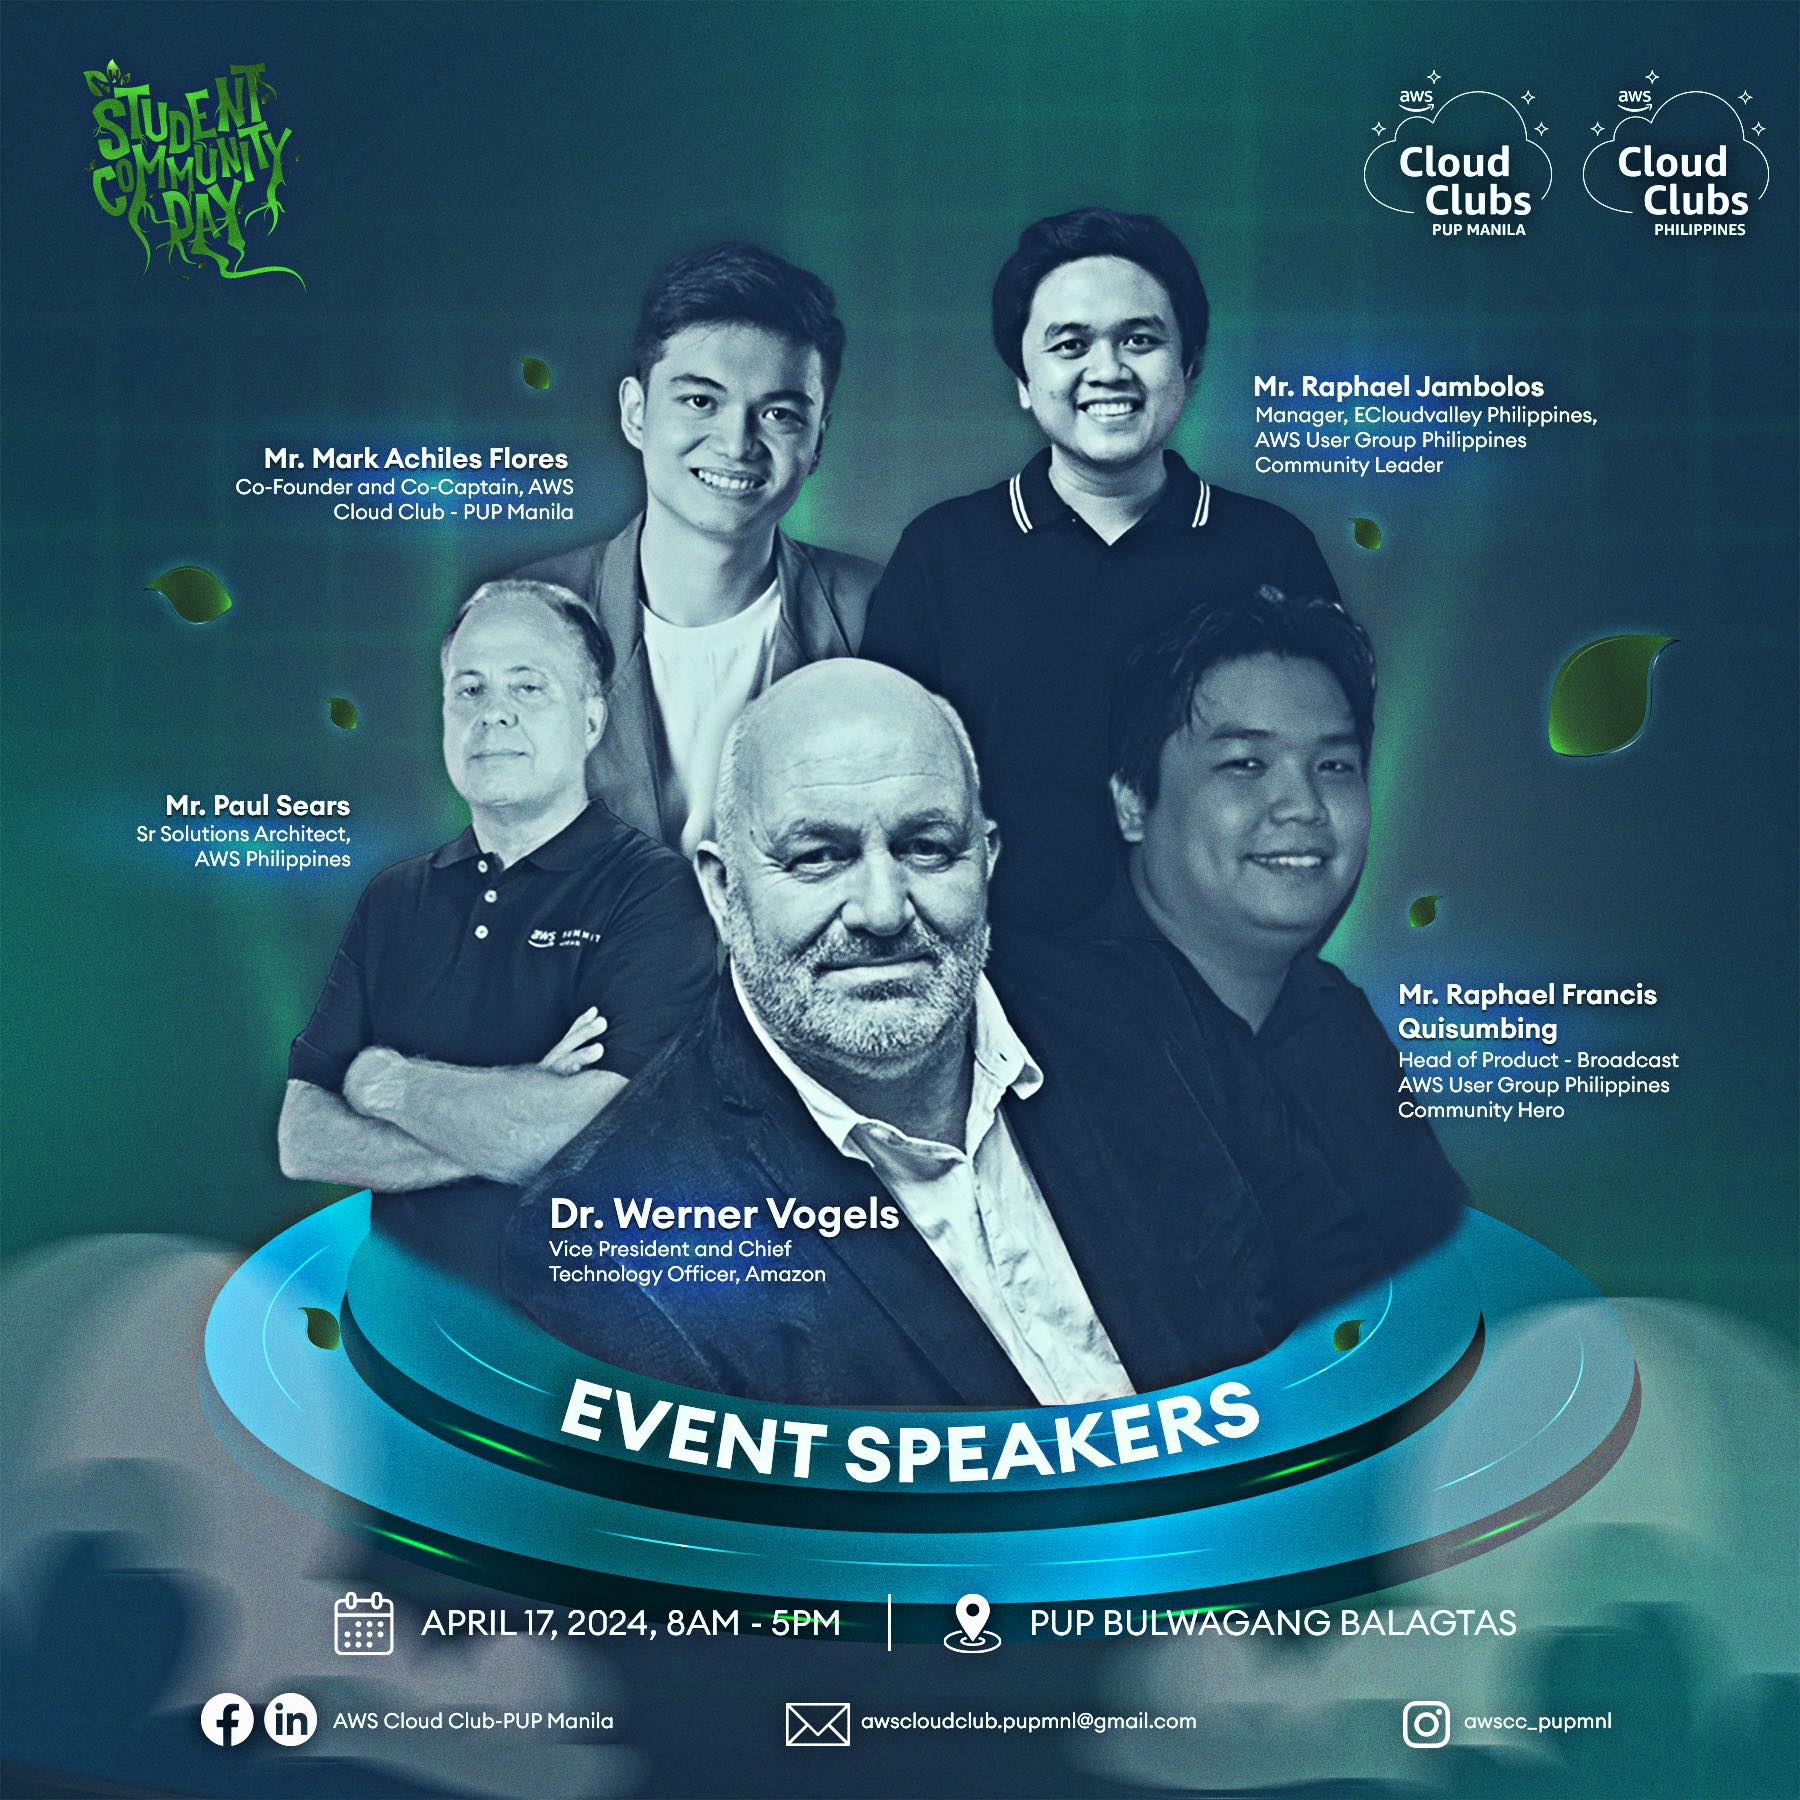 AWS
STUDENT
COMMUNITY
DAY
aws
Cloud
Clubs
PUP MANILA
aws
Cloud
Clubs
PHILIPPINES
Mr. Raphael Jambolos
Manager, ECloudvalley Philippines,
AWS User Group Philippines
Community Leader
Mr. Mark Achiles Flores
Co-Founder and Co-Captain, AWS
Cloud Club - PUP Manila
Mr. Paul Sears
Sr Solutions Architect,
AWS Philippines
aws SUMMIT
Mr. Raphael Francis
Quisumbing
Head of Product - Broadcast
AWS User Group Philippines
Community Hero
Dr. Werner Vogels
Vice President and Chief
Technology Officer, Amazon
EVENT SPEAKERS
APRIL 17, 2024, 8AM - 5PM
PUP BULWAGANG BALAGTAS
AWS Cloud Club-PUP Manila
awscloudclub.pupmnl@gmail.com
awscc_pupmnl